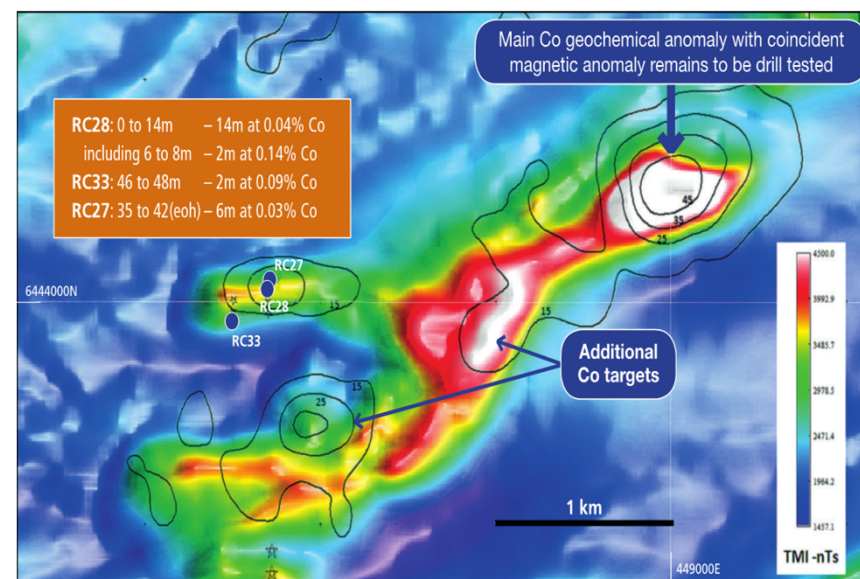 Main Co geochemical anomaly with coincident
magnetic anomaly remains to be drill tested
RC28: 0 to 14m – 14m at 0.04% Co
including 6 to 8m – 2m at 0.14% Co
RC33: 46 to 48m – 2m at 0.09% Co
RC27: 35 to 42(eoh) – 6m at 0.03% Co
45
35
25
RC27
6444000N
RC28
15
15
RC33
Additional
Co targets
15
25
1 km
449000E
4500.0
3992.9
3485.7
2978.5
2471.4
1964.2
1457.1
TMI -nTs